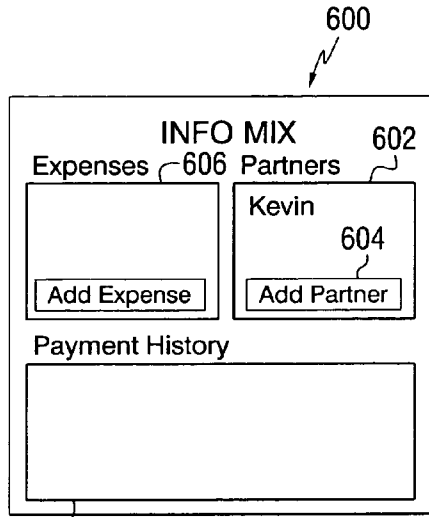 600
INFO MIX
Expenses 606 Partners 602
Kevin
604
Add Expense Add Partner
Payment History